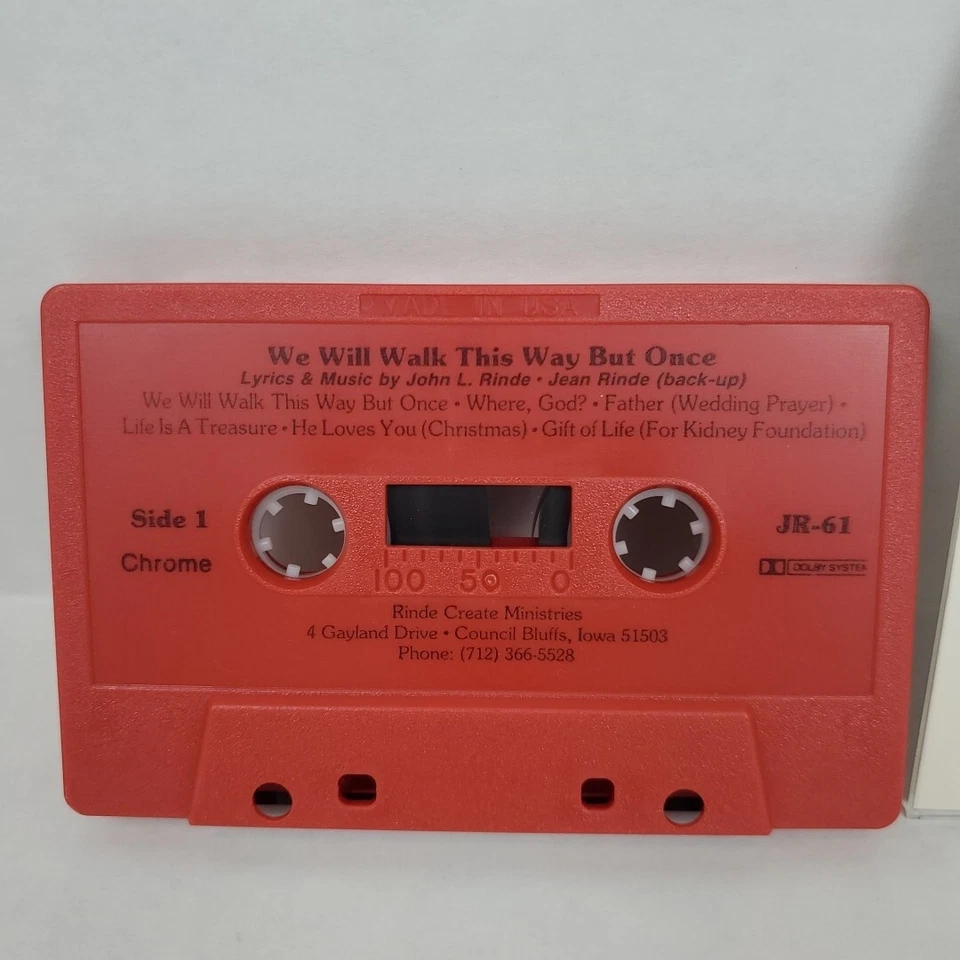 MADE IN USA
We Will Walk This Way But Once
Lyrics & Music by John L. Rinde • Jean Rinde (back-up)
We Will Walk This Way But Once • Where, God? • Father (Wedding Prayer) •
Life Is A Treasure • He Loves You (Christmas) • Gift of Life (For Kidney Foundation)
Side 1
JR-61
Chrome
DOLBY SYSTEM
100 50 0
Rinde Create Ministries
4 Gayland Drive • Council Bluffs, Iowa 51503
Phone: (712) 366-5528